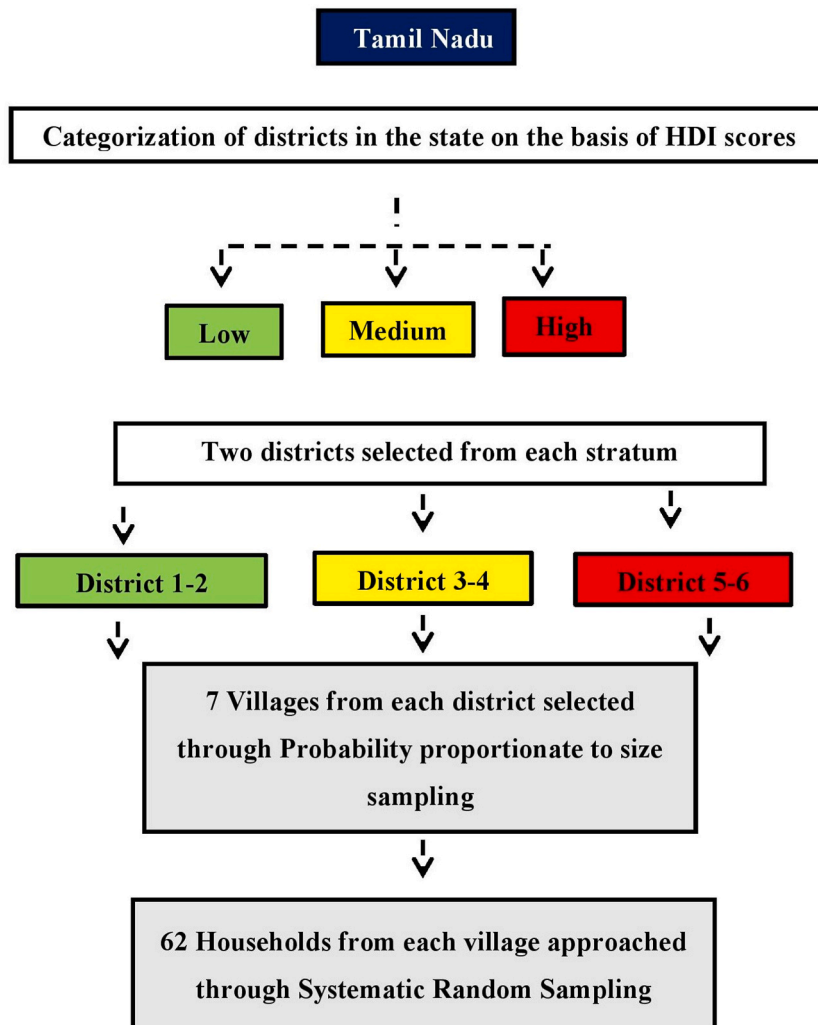 Tamil Nadu
Categorization of districts in the state on the basis of HDI scores
Low
Medium
High
Two districts selected from each stratum
District 1-2
District 3-4
District 5-6
7 Villages from each district selected
through Probability proportionate to size
sampling
62 Households from each village approached
through Systematic Random Sampling